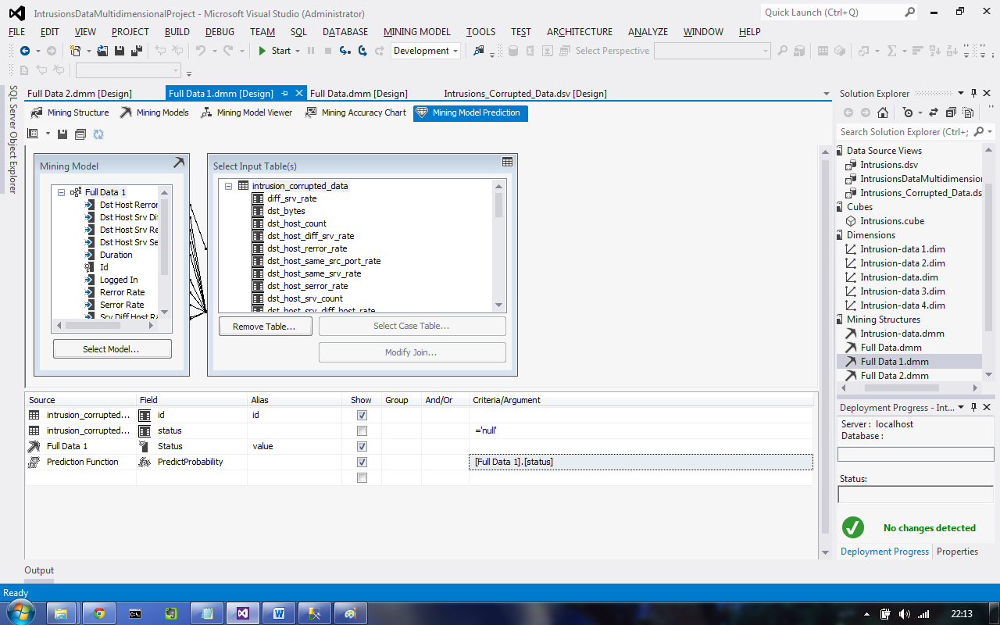 IntrusionsDataMultidimensionalProject - Microsoft Visual Studio (Administrator)
Quick Launch (Ctrl+Q)
FILE EDIT VIEW PROJECT BUILD DEBUG TEAM SQL DATABASE MINING MODEL TOOLS TEST ARCHITECTURE ANALYZE WINDOW HELP
Start Development Select Perspective
SQL Server Object Explorer
Full Data 2.dmm [Design] Full Data 1.dmm [Design] Full Data.dmm [Design] Intrusions_Corrupted_Data.dsv [Design]
Mining Structure Mining Models Mining Model Viewer Mining Accuracy Chart Mining Model Prediction
Mining Model
Full Data 1
Dst Host Rerror
Dst Host Srv Di
Dst Host Srv Re
Dst Host Srv Se
Duration
Id
Logged In
Rerror Rate
Serror Rate
Srv Diff Host Ra
Select Model...
Select Input Table(s)
intrusion_corrupted_data
diff_srv_rate
dst_bytes
dst_host_count
dst_host_diff_srv_rate
dst_host_rerror_rate
dst_host_same_src_port_rate
dst_host_same_srv_rate
dst_host_serror_rate
dst_host_srv_count
dst_host_srv_diff_host_rate
Remove Table... Select Case Table...
Modify Join...
Source Field Alias Show Group And/Or Criteria/Argument
intrusion_corrupted... id id
intrusion_corrupted... status ='null'
Full Data 1 Status value
Prediction Function PredictProbability [Full Data 1].[status]
Solution Explorer
Search Solution Explorer (Ctrl+;
Data Source Views
Intrusions.dsv
IntrusionsDataMultidimension
Intrusions_Corrupted_Data.ds
Cubes
Intrusions.cube
Dimensions
Intrusion-data 1.dim
Intrusion-data 2.dim
Intrusion-data.dim
Intrusion-data 3.dim
Intrusion-data 4.dim
Mining Structures
Intrusion-data.dmm
Full Data.dmm
Full Data 1.dmm
Full Data 2.dmm
Deployment Progress - Int...
Server : localhost
Database :
Status:
No changes detected
Deployment Progress Properties
Output
Ready
C:\.
W
22:13